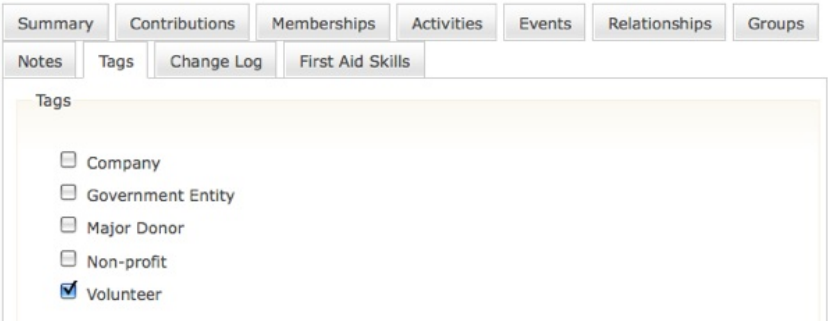 Summary Contributions Memberships Activities Events Relationships Groups
Notes Tags Change Log First Aid Skills
Tags
Company
Government Entity
Major Donor
Non-profit
Volunteer